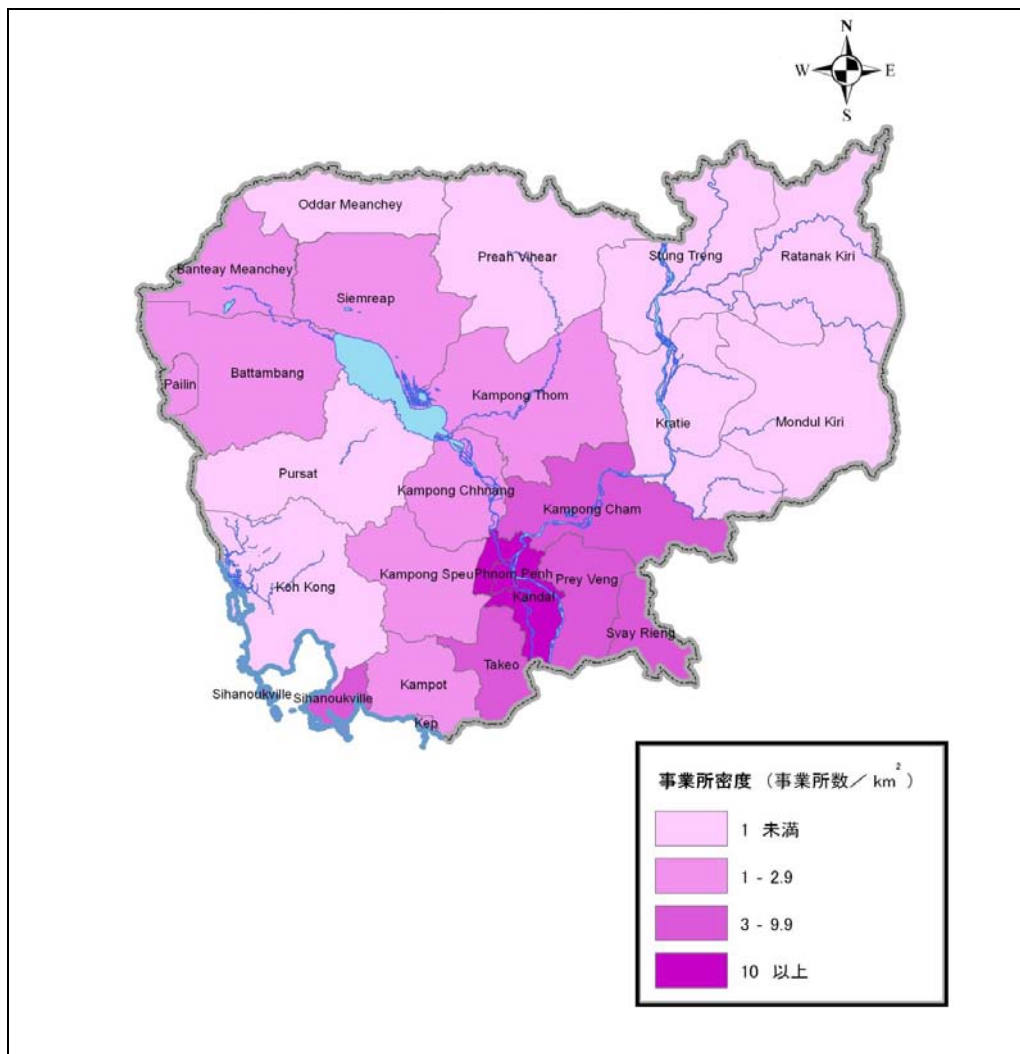 N
W E
S
Oddar Meanchey
Banteay Meanchey
Siemreap
Preah Vihear
Stung Treng
Ratanak Kiri
Battambang
Pailin
Kampong Thom
Kratie
Mondul Kiri
Pursat
Kampong Chhnang
Kampong Cham
Koh Kong
Kampong Speu
Phnom Penh
Prey Veng
Kandal
Svay Rieng
Takeo
Sihanoukville
Sihanoukville
Kampot
Kep
事業所密度 （事業所数／ km²）
1 未満
1 - 2.9
3 - 9.9
10 以上